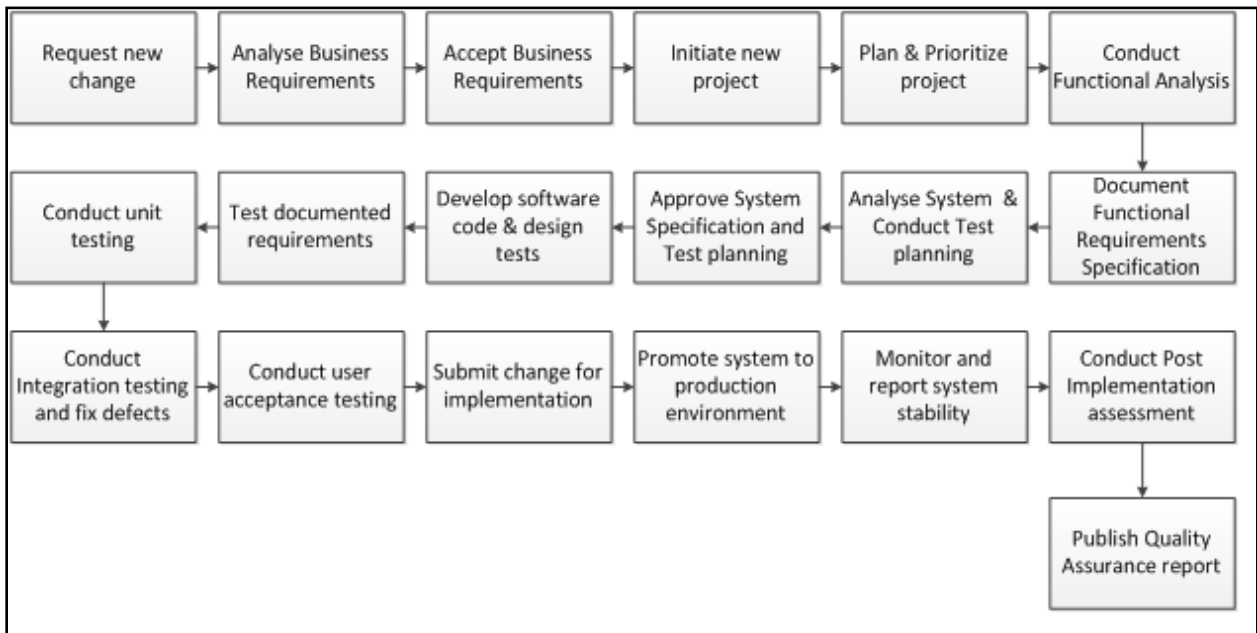 Request new
change
Analyse Business
Requirements
Accept Business
Requirements
Initiate new
project
Plan & Prioritize
project
Conduct
Functional Analysis
Document
Functional
Requirements
Specification
Analyse System &
Conduct Test
planning
Approve System
Specification and
Test planning
Develop software
code & design
tests
Test documented
requirements
Conduct unit
testing
Conduct
Integration testing
and fix defects
Conduct user
acceptance testing
Submit change for
implementation
Promote system to
production
environment
Monitor and
report system
stability
Conduct Post
Implementation
assessment
Publish Quality
Assurance report